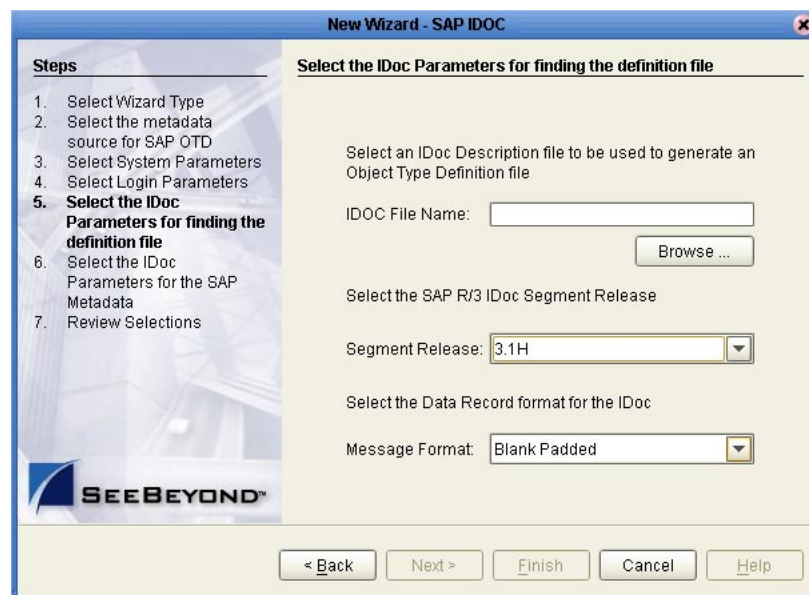 New Wizard - SAP IDOC
Steps
1. Select Wizard Type
2. Select the metadata
source for SAP OTD
3. Select System Parameters
4. Select Login Parameters
5. Select the IDoc
Parameters for finding the
definition file
6. Select the IDoc
Parameters for the SAP
Metadata
7. Review Selections
SEEBEYOND™
Select the IDoc Parameters for finding the definition file
Select an IDoc Description file to be used to generate an
Object Type Definition file
IDOC File Name:
Browse ...
Select the SAP R/3 IDoc Segment Release
Segment Release: 3.1H
Select the Data Record format for the IDoc
Message Format: Blank Padded
< Back Next > Finish Cancel Help